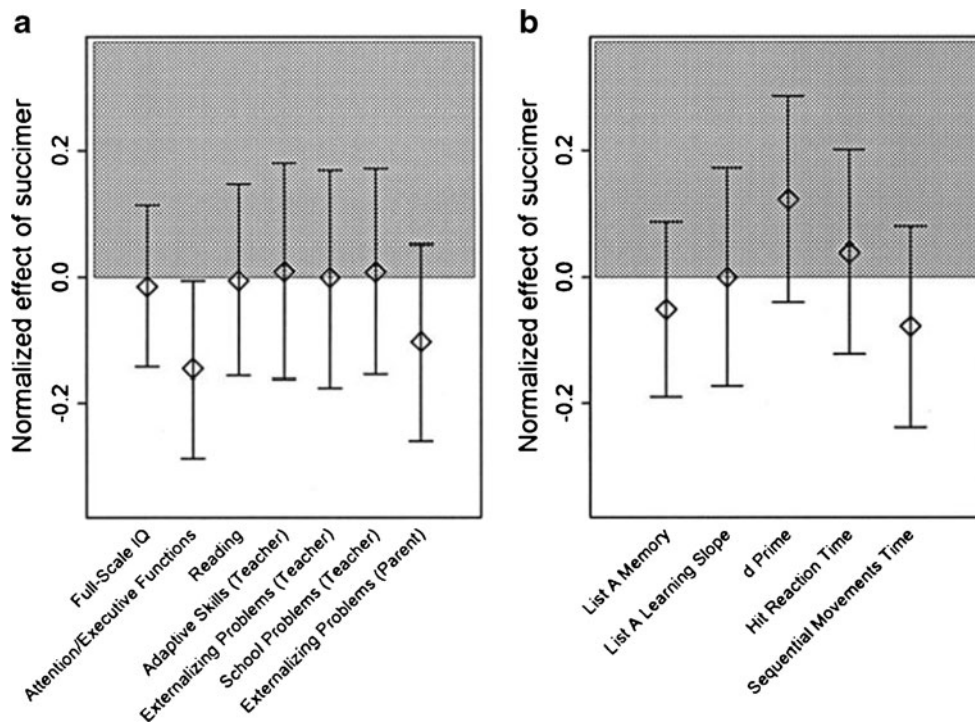 a
Normalized effect of succimer
0.2
0.0
-0.2
Full-Scale IQ
Attention/Executive Functions
Reading
Adaptive Skills (Teacher)
Externalizing Problems (Teacher)
School Problems (Teacher)
Externalizing Problems (Parent)
b
Normalized effect of succimer
0.2
0.0
-0.2
List A Memory
List A Learning Slope
d Prime
Hit Reaction Time
Sequential Movements Time